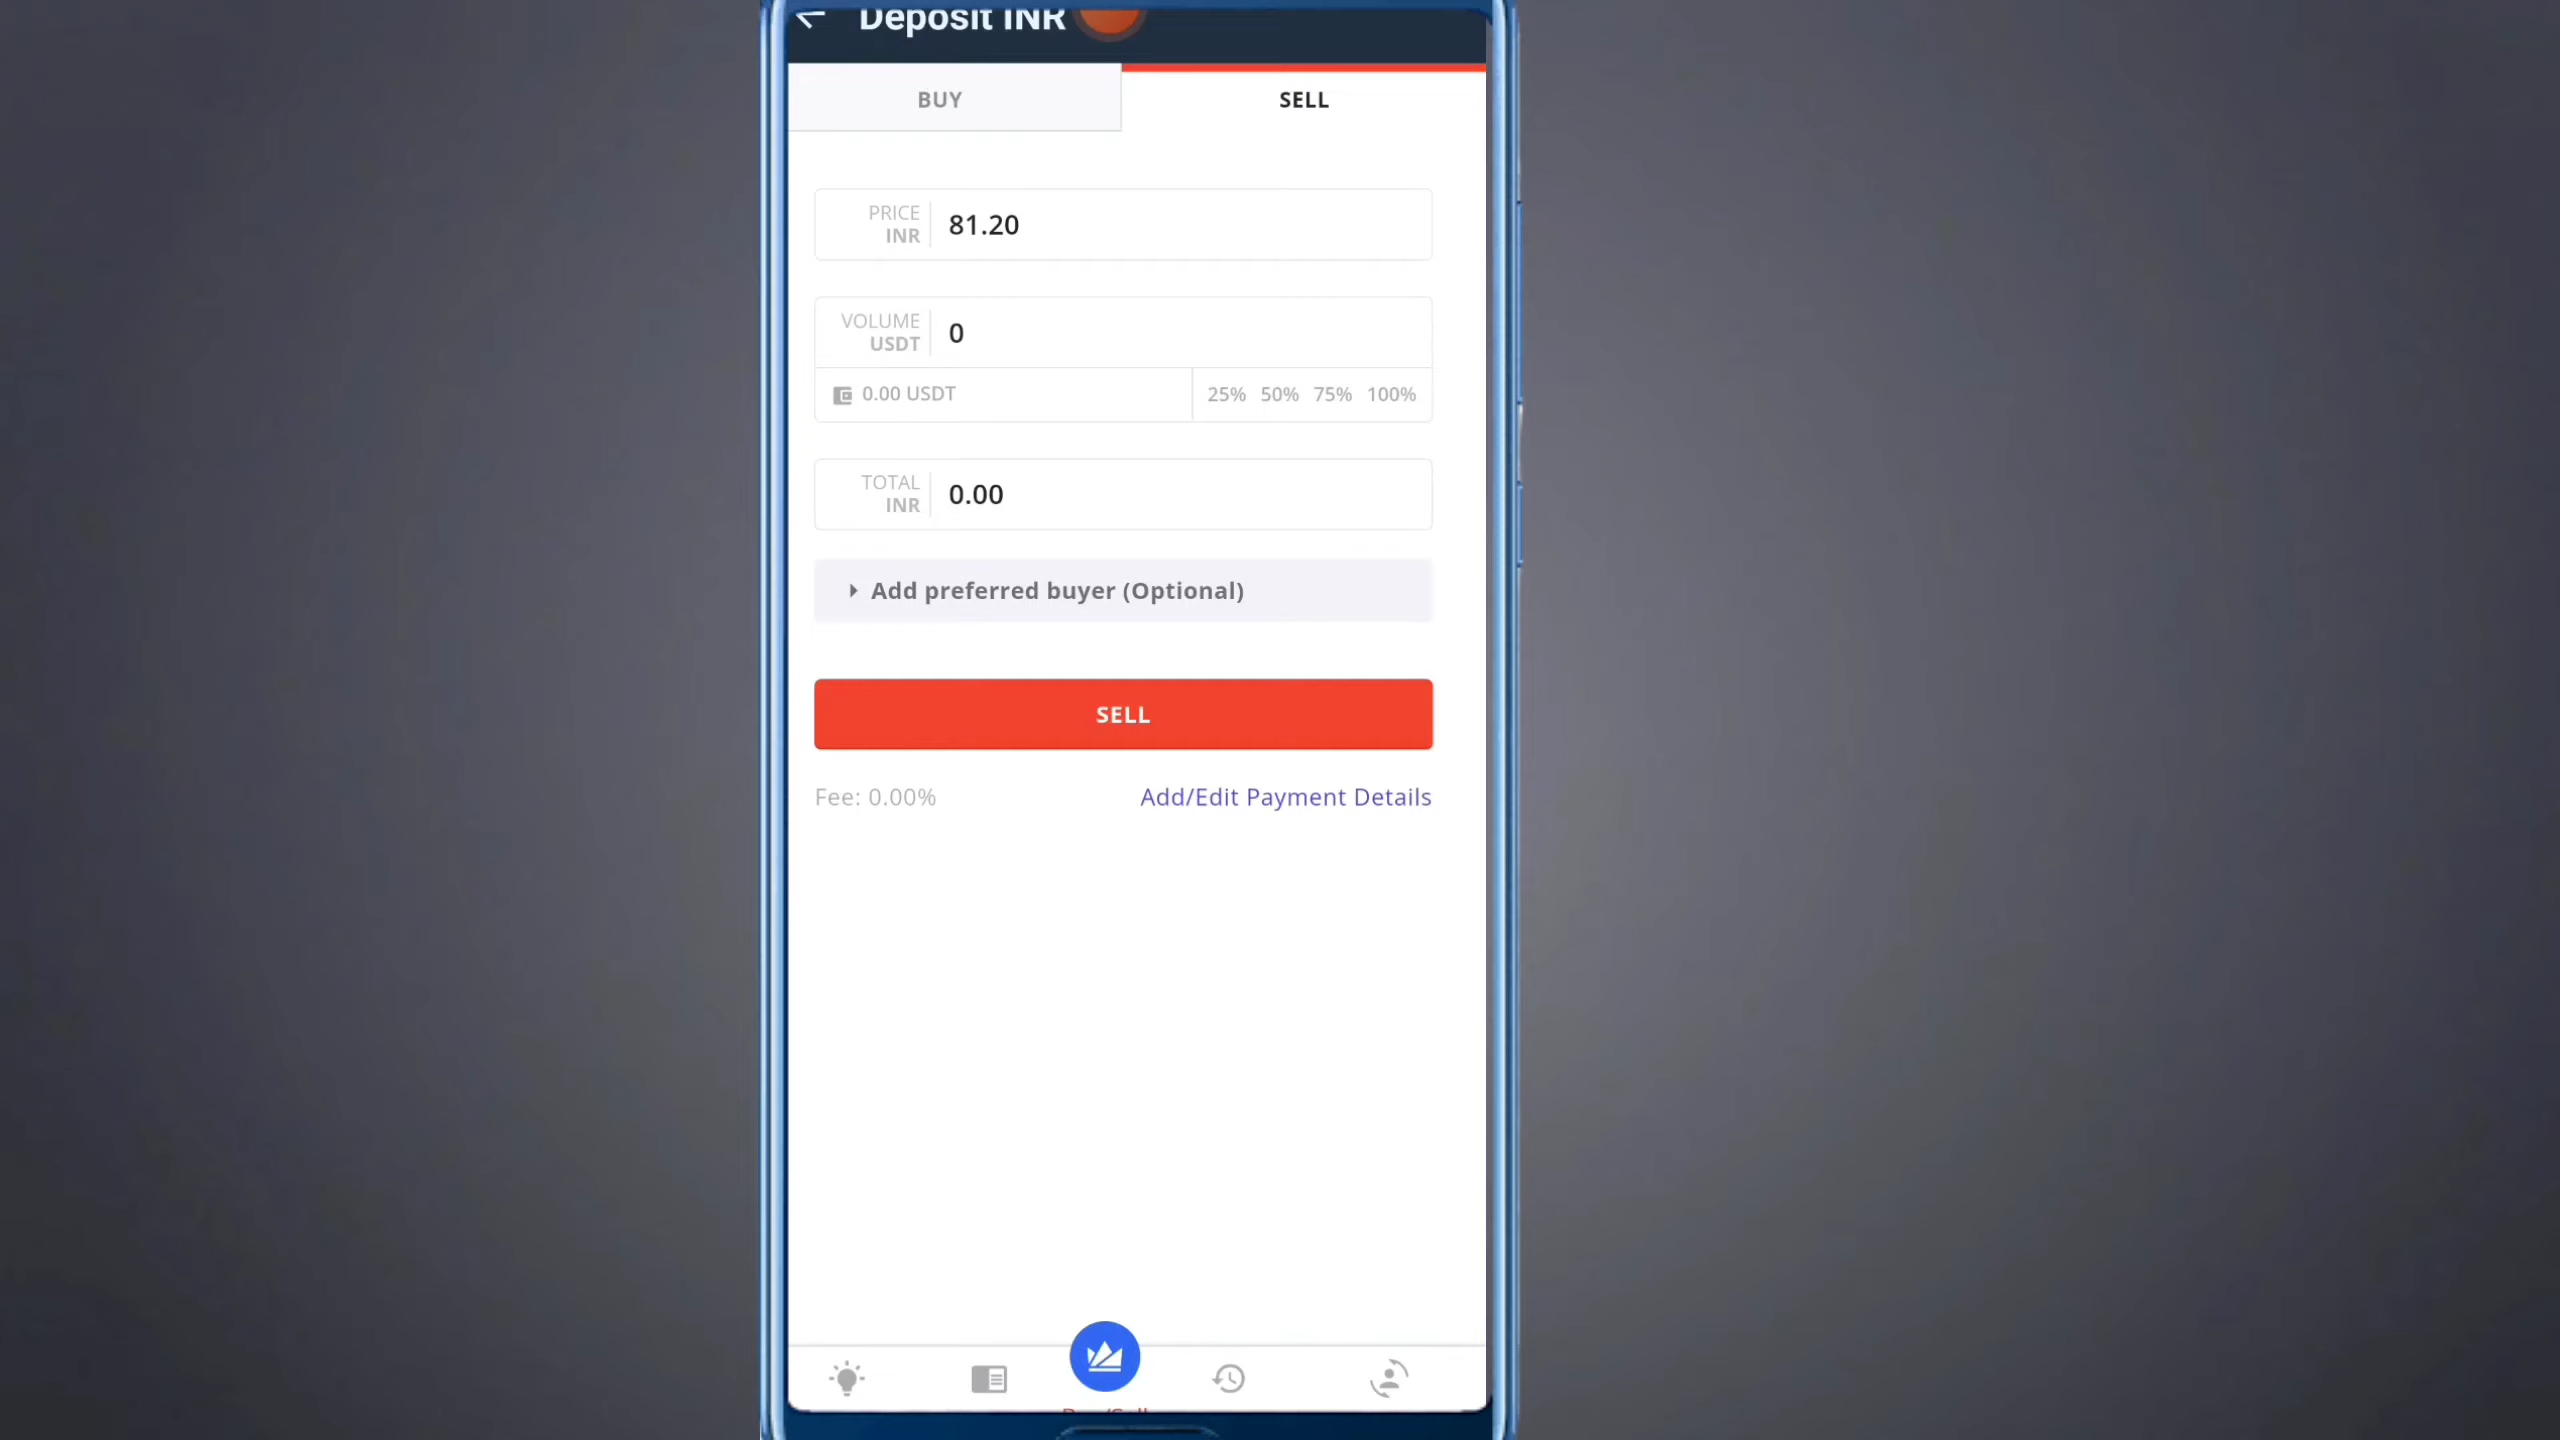 Deposit INR
BUY
SELL
PRICE
INR
81.20
VOLUME
USDT
0
0.00 USDT
25% 50% 75% 100%
TOTAL
INR
0.00
Add preferred buyer (Optional)
SELL
Fee: 0.00%
Add/Edit Payment Details